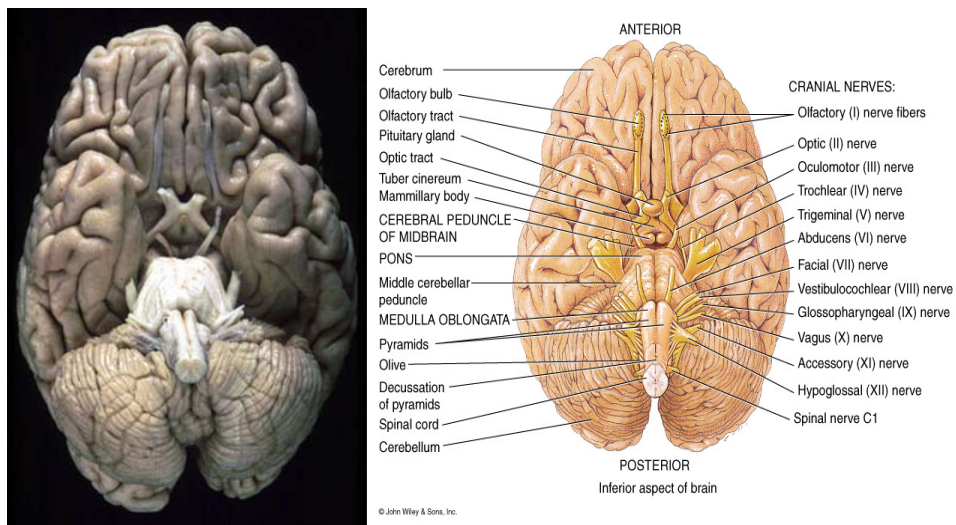 ANTERIOR
Cerebrum
Olfactory bulb
Olfactory tract
Pituitary gland
Optic tract
Tuber cinereum
Mammillary body
CEREBRAL PEDUNCLE
OF MIDBRAIN
PONS
Middle cerebellar
peduncle
MEDULLA OBLONGATA
Pyramids
Olive
Decussation
of pyramids
Spinal cord
Cerebellum
CRANIAL NERVES:
Olfactory (I) nerve fibers
Optic (II) nerve
Oculomotor (III) nerve
Trochlear (IV) nerve
Trigeminal (V) nerve
Abducens (VI) nerve
Facial (VII) nerve
Vestibulocochlear (VIII) nerve
Glossopharyngeal (IX) nerve
Vagus (X) nerve
Accessory (XI) nerve
Hypoglossal (XII) nerve
Spinal nerve C1
POSTERIOR
Inferior aspect of brain
© John Wiley & Sons, Inc.